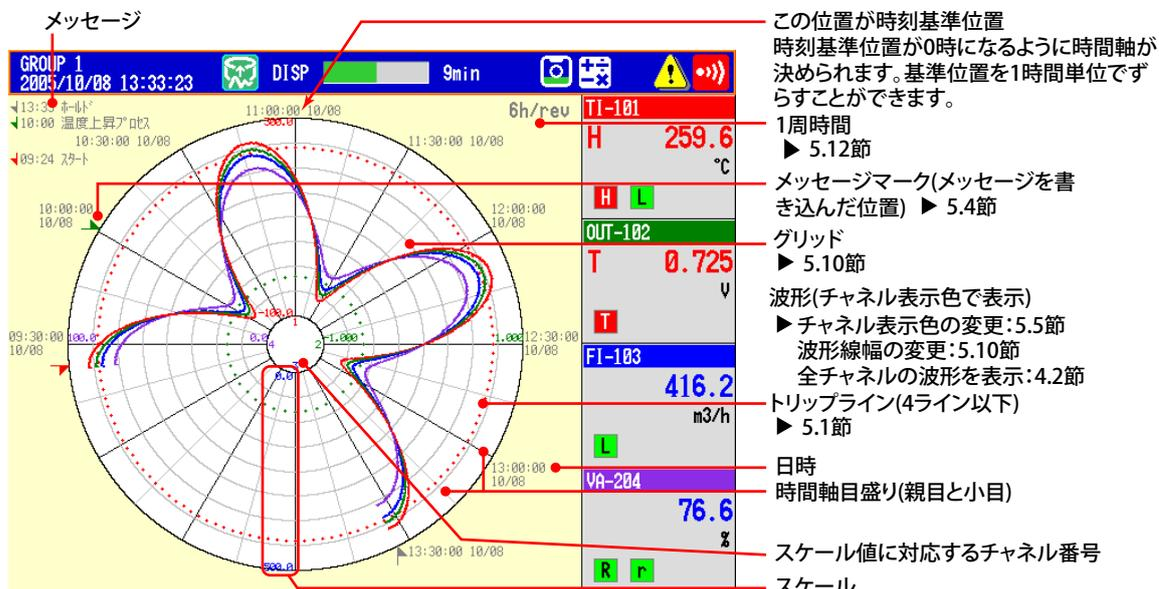 メッセージ
この位置が時刻基準位置
時刻基準位置が0時になるように時間軸が
決められます。基準位置を1時間単位でず
らすことができます。
1周時間
▶ 5.12節
メッセージマーク(メッセージを書
き込んだ位置) ▶ 5.4節
グリッド
▶ 5.10節
波形(チャネル表示色で表示)
▶チャネル表示色の変更:5.5節
波形線幅の変更:5.10節
全チャネルの波形を表示:4.2節
トリップライン(4ライン以下)
▶ 5.1節
日時
時間軸目盛り(親目と小目)
スケール値に対応するチャネル番号
スケール
GROUP 1
2005/10/08 13:33:23
DISP
9min
13:33 ホールド
10:00 温度上昇プロセス
09:24 スタート
11:00:00 10/08
6h/rev
10:30:00 10/08
11:30:00 10/08
10:00:00
10/08
12:00:00
10/08
09:30:00
10/08
12:30:00
10/08
13:00:00
10/08
13:30:00 10/08
300.0
-100.0
1
100.0
0.0
4
2
-1.000
1.000
0.0
500.0
TI-101
H
259.6
°C
H L
OUT-102
T
0.725
V
T
FI-103
416.2
m3/h
L
VA-204
76.6
%
R r